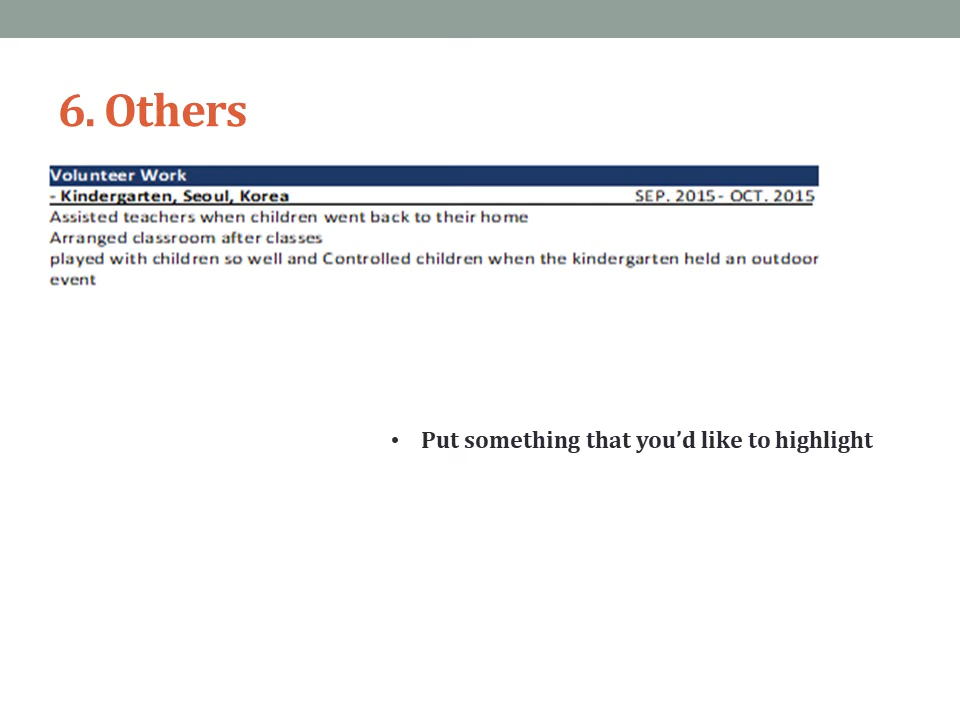 6. Others
Volunteer Work
- Kindergarten, Seoul, Korea SEP. 2015- OCT. 2015
Assisted teachers when children went back to their home
Arranged classroom after classes
played with children so well and Controlled children when the kindergarten held an outdoor
event
• Put something that you’d like to highlight